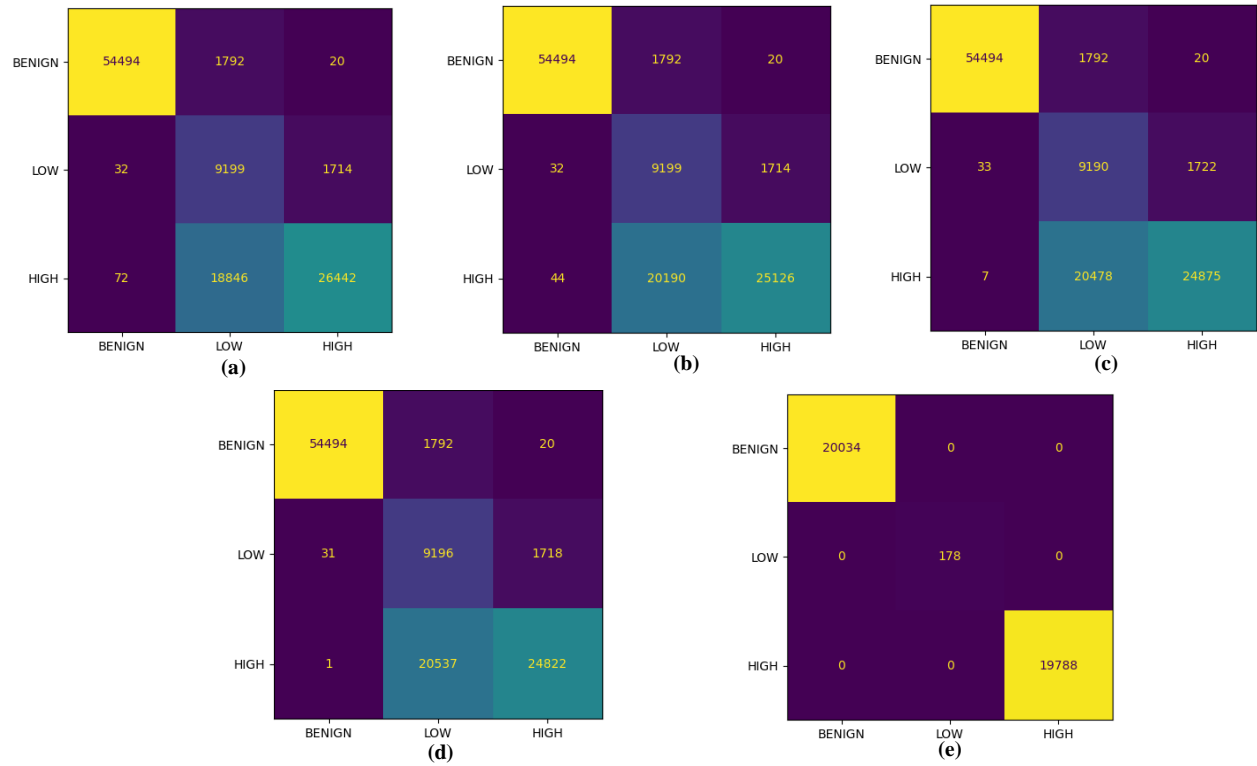 BENIGN 54494 1792 20
LOW 32 9199 1714
HIGH 72 18846 26442
BENIGN LOW HIGH
(a)
BENIGN 54494 1792 20
LOW 32 9199 1714
HIGH 44 20190 25126
BENIGN LOW HIGH
(b)
BENIGN 54494 1792 20
LOW 33 9190 1722
HIGH 7 20478 24875
BENIGN LOW HIGH
(c)
BENIGN 54494 1792 20
LOW 31 9196 1718
HIGH 1 20537 24822
BENIGN LOW HIGH
(d)
BENIGN 20034 0 0
LOW 0 178 0
HIGH 0 0 19788
BENIGN LOW HIGH
(e)